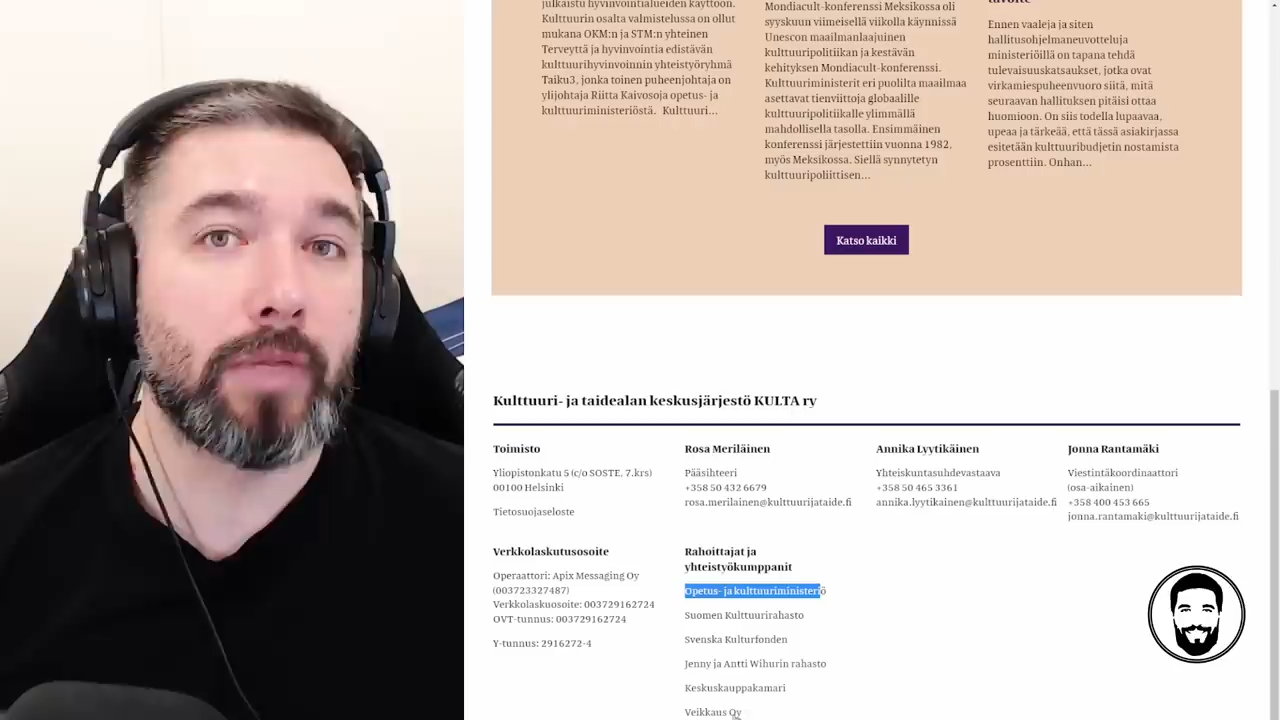 julkaistu hyvinvointialueiden käyttöön.
Kulttuurin osalta valmistelussa on ollut
mukana OKM:n ja STM:n yhteinen
Terveyttä ja hyvinvointia edistävän
kulttuurihyvinvoinnin yhteistyöryhmä
Taiku3, jonka toinen puheenjohtaja on
ylijohtaja Riitta Kaivosoja opetus- ja
kulttuuriministeriöstä. Kulttuuri...
Mondiacult-konferenssi Meksikossa oli
syyskuun viimeisellä viikolla käynnissä
Unescon maailmanlaajuinen
kulttuuripolitiikan ja kestävän
kehityksen Mondiacult-konferenssi.
Kulttuuriministerit eri puolilta maailmaa
asettavat tienviittoja globaalille
kulttuuripolitiikalle ylimmällä
mahdollisella tasolla. Ensimmäinen
konferenssi järjestettiin vuonna 1982,
myös Meksikossa. Siellä synnytetyn
kulttuuripoliittisen...
tavoite
Ennen vaaleja ja siten
hallitusohjelmaneuvotteluja
ministeriöillä on tapana tehdä
tulevaisuuskatsaukset, jotka ovat
virkamiespuheenvuoro siitä, mitä
seuraavan hallituksen pitäisi ottaa
huomioon. On siis todella lupaavaa,
upeaa ja tärkeää, että tässä asiakirjassa
esitetään kulttuuribudjetin nostamista
prosenttiin. Onhan...
Katso kaikki
Kulttuuri- ja taidealan keskusjärjestö KULTA ry
Toimisto
Yliopistonkatu 5 (c/o SOSTE, 7.krs)
00100 Helsinki
Tietosuojaseloste
Rosa Meriläinen
Pääsihteeri
+358 50 432 6679
rosa.merilainen@kulttuurijataide.fi
Annika Lyytikäinen
Yhteiskuntasuhdevastaava
+358 50 465 3361
annika.lyytikainen@kulttuurijataide.fi
Jonna Rantamäki
Viestintäkoordinaattori
(osa-aikainen)
+358 400 453 665
jonna.rantamaki@kulttuurijataide.fi
Verkkolaskutusosoite
Operaattori: Apix Messaging Oy
(003723327487)
Verkkolaskuosoite: 003729162724
OVT-tunnus: 003729162724
Y-tunnus: 2916272-4
Rahoittajat ja
yhteistyökumppanit
Opetus- ja kulttuuriministeriö
Suomen Kulttuurirahasto
Svenska Kulturfonden
Jenny ja Antti Wihurin rahasto
Keskuskauppakamari
Veikkaus Oy